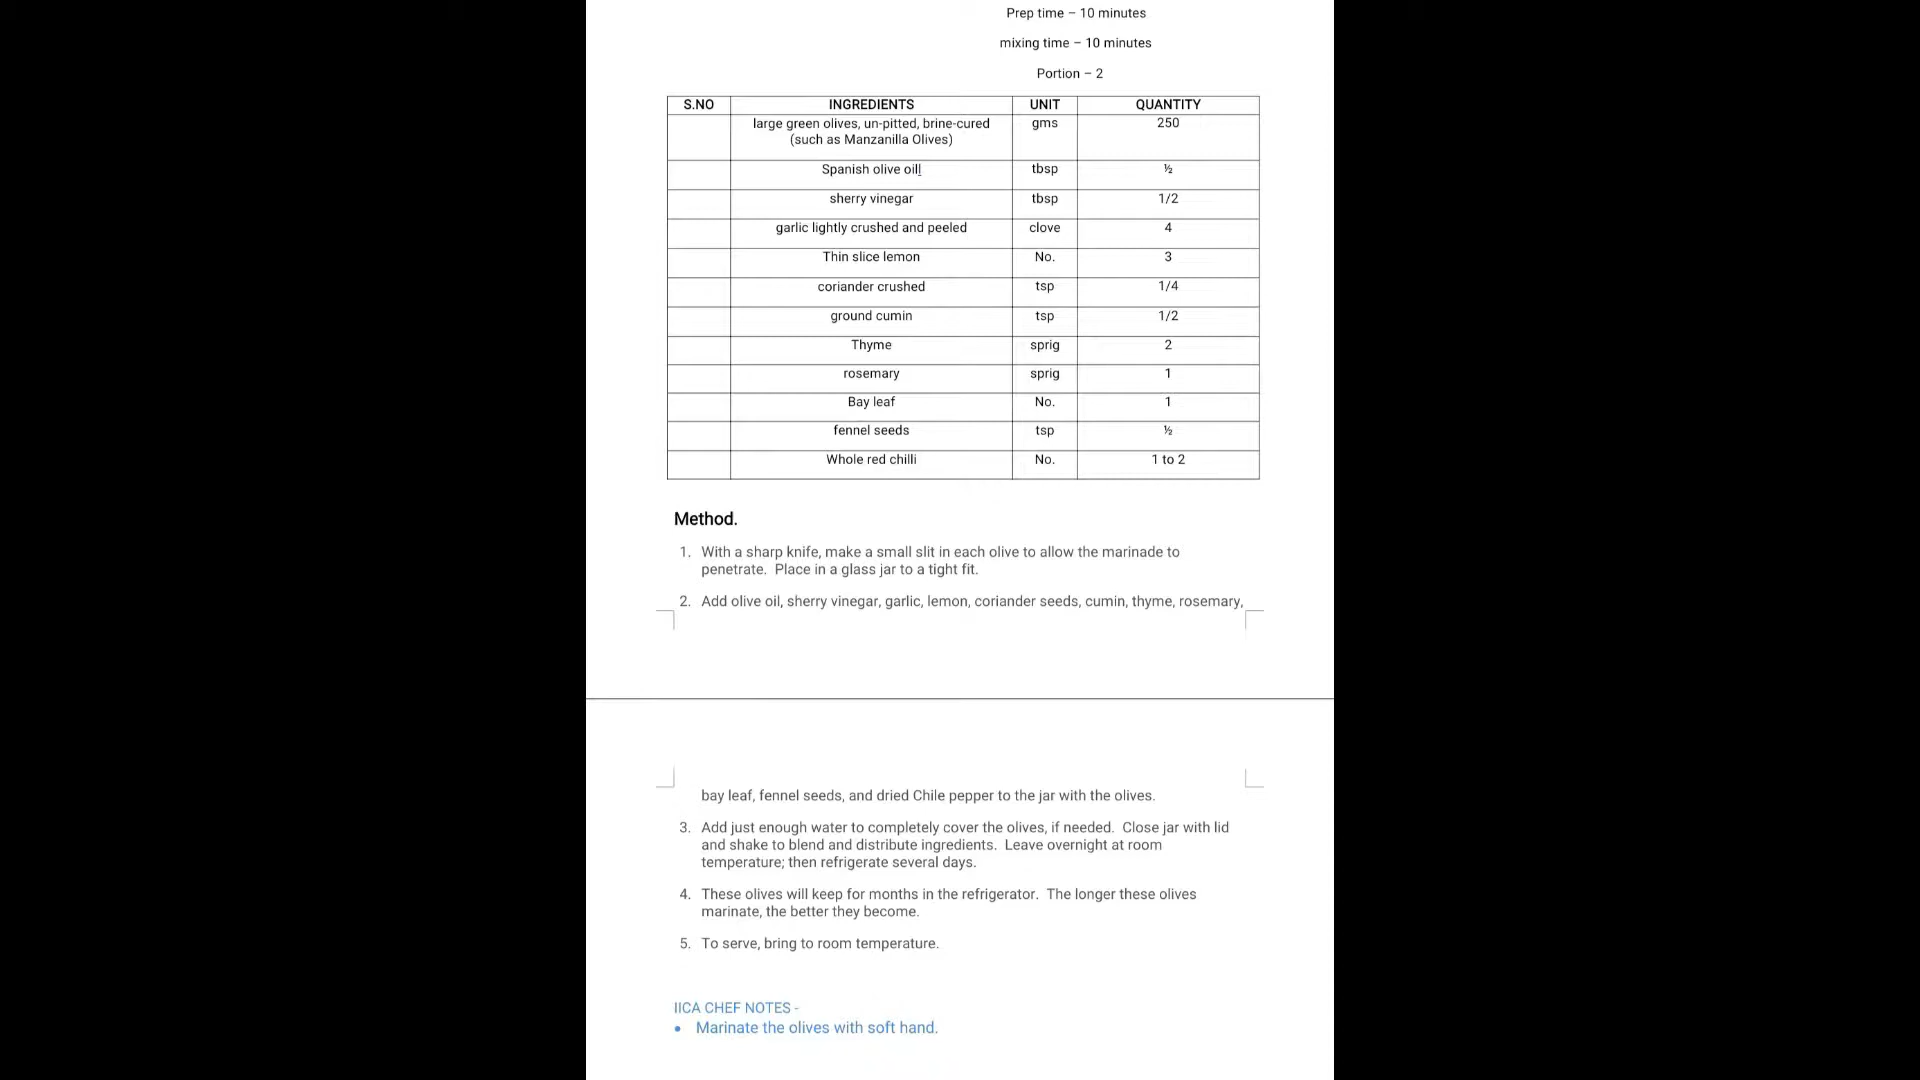 Prep time – 10 minutes
mixing time – 10 minutes
Portion – 2
S.NO INGREDIENTS UNIT QUANTITY
large green olives, un-pitted, brine-cured gms 250
(such as Manzanilla Olives)
Spanish olive oil| tbsp ½
sherry vinegar tbsp 1/2
garlic lightly crushed and peeled clove 4
Thin slice lemon No. 3
coriander crushed tsp 1/4
ground cumin tsp 1/2
Thyme sprig 2
rosemary sprig 1
Bay leaf No. 1
fennel seeds tsp ½
Whole red chilli No. 1 to 2
Method.
1. With a sharp knife, make a small slit in each olive to allow the marinade to
penetrate. Place in a glass jar to a tight fit.
2. Add olive oil, sherry vinegar, garlic, lemon, coriander seeds, cumin, thyme, rosemary,
bay leaf, fennel seeds, and dried Chile pepper to the jar with the olives.
3. Add just enough water to completely cover the olives, if needed. Close jar with lid
and shake to blend and distribute ingredients. Leave overnight at room
temperature; then refrigerate several days.
4. These olives will keep for months in the refrigerator. The longer these olives
marinate, the better they become.
5. To serve, bring to room temperature.
IICA CHEF NOTES -
• Marinate the olives with soft hand.